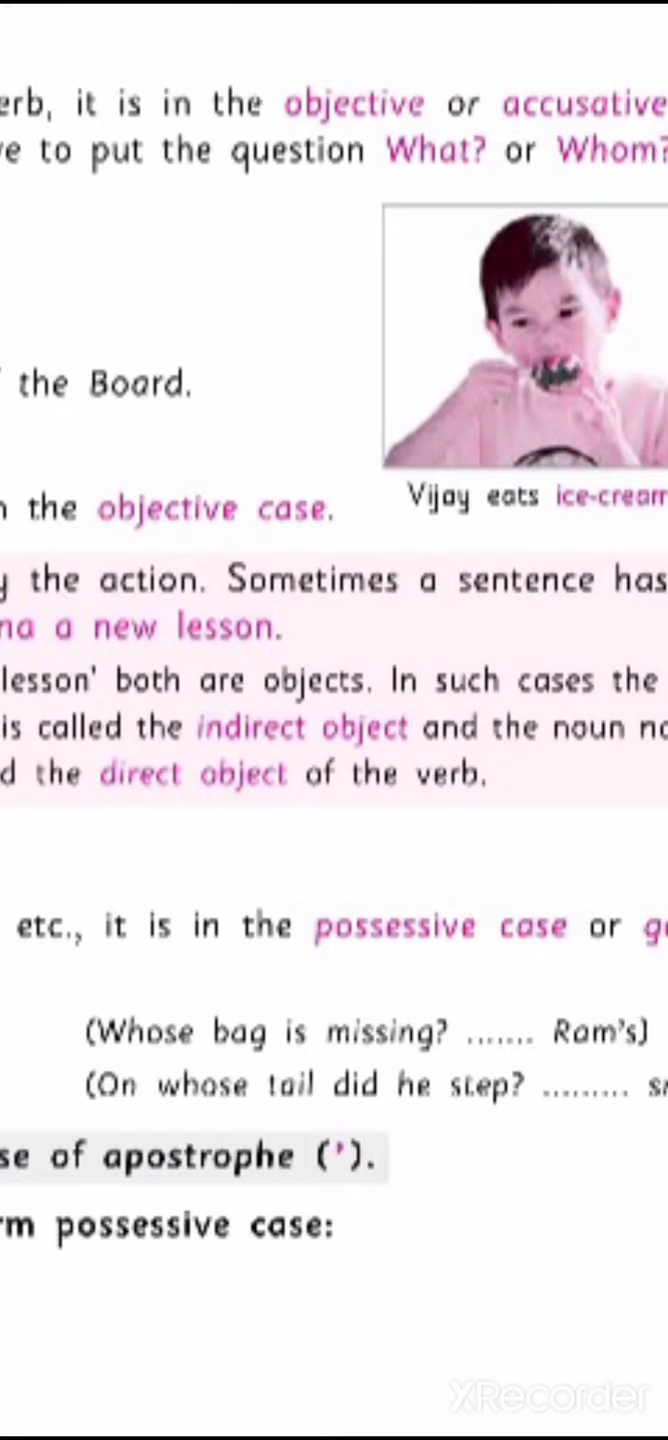 erb, it is in the objective or accusative
ve to put the question What? or Whom?
the Board.
the objective case.
Vijay eats ice-cream
the action. Sometimes a sentence has
na a new lesson.
lesson' both are objects. In such cases the
is called the indirect object and the noun
d the direct object of the verb.
etc., it is in the possessive case or
(Whose bag is missing? ....... Ram's)
(On whose tail did he step? .........
se of apostrophe (').
rm possessive case:
XRecorder